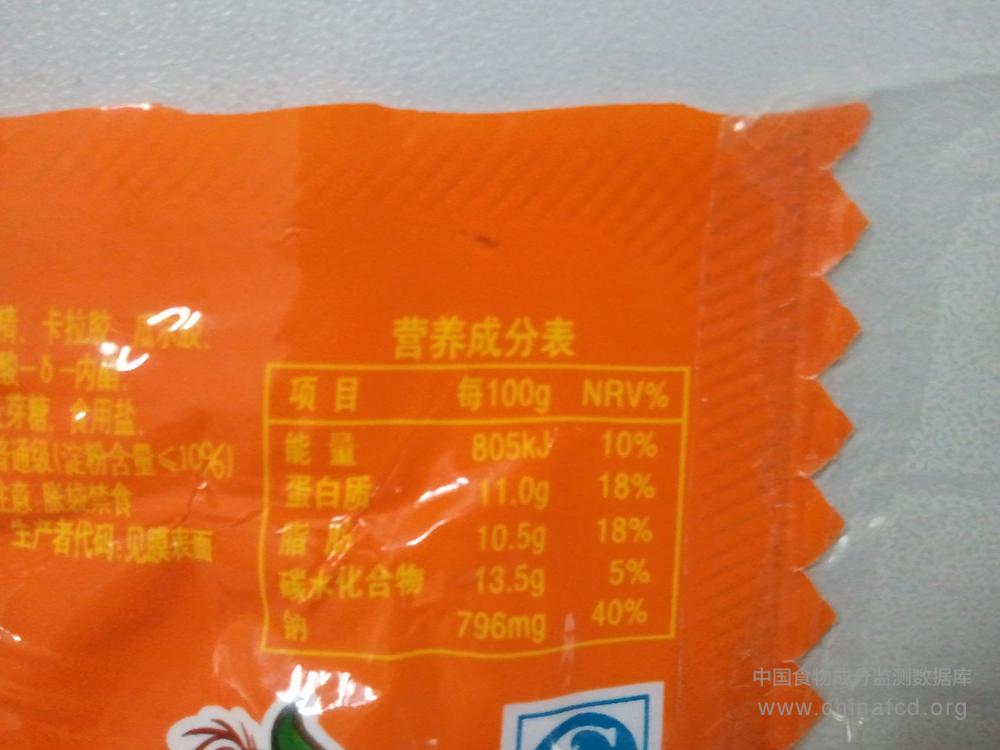 卡拉胶
酸-δ-内酯、
芽糖、食用盐、
普通级(淀粉含量≤10%)
注意:胀袋禁食
生产者代码:见膜表面
营养成分表
项目 每100g NRV%
能量 805kJ 10%
蛋白质 11.0g 18%
脂肪 10.5g 18%
碳水化合物 13.5g 5%
钠 796mg 40%
中国食物成分监测数据库
www.chinafcd.org